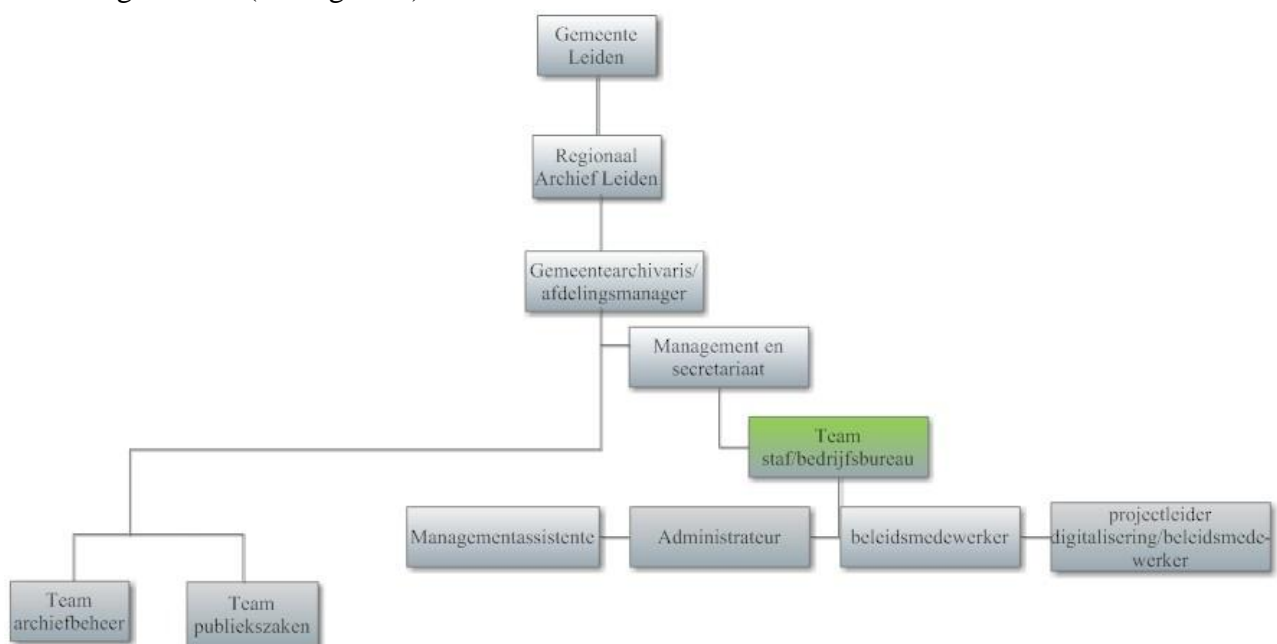 Gemeente
Leiden
Regionaal
Archief Leiden
Gemeentearchivaris/
afdelingsmanager
Management en
secretariaat
Team
staf/bedrijfsbureau
Managementassistente
Administrateur
beleidsmedewerker
projectleider
digitalisering/beleidsmede-
werker
Team
archiefbeheer
Team
publiekszaken